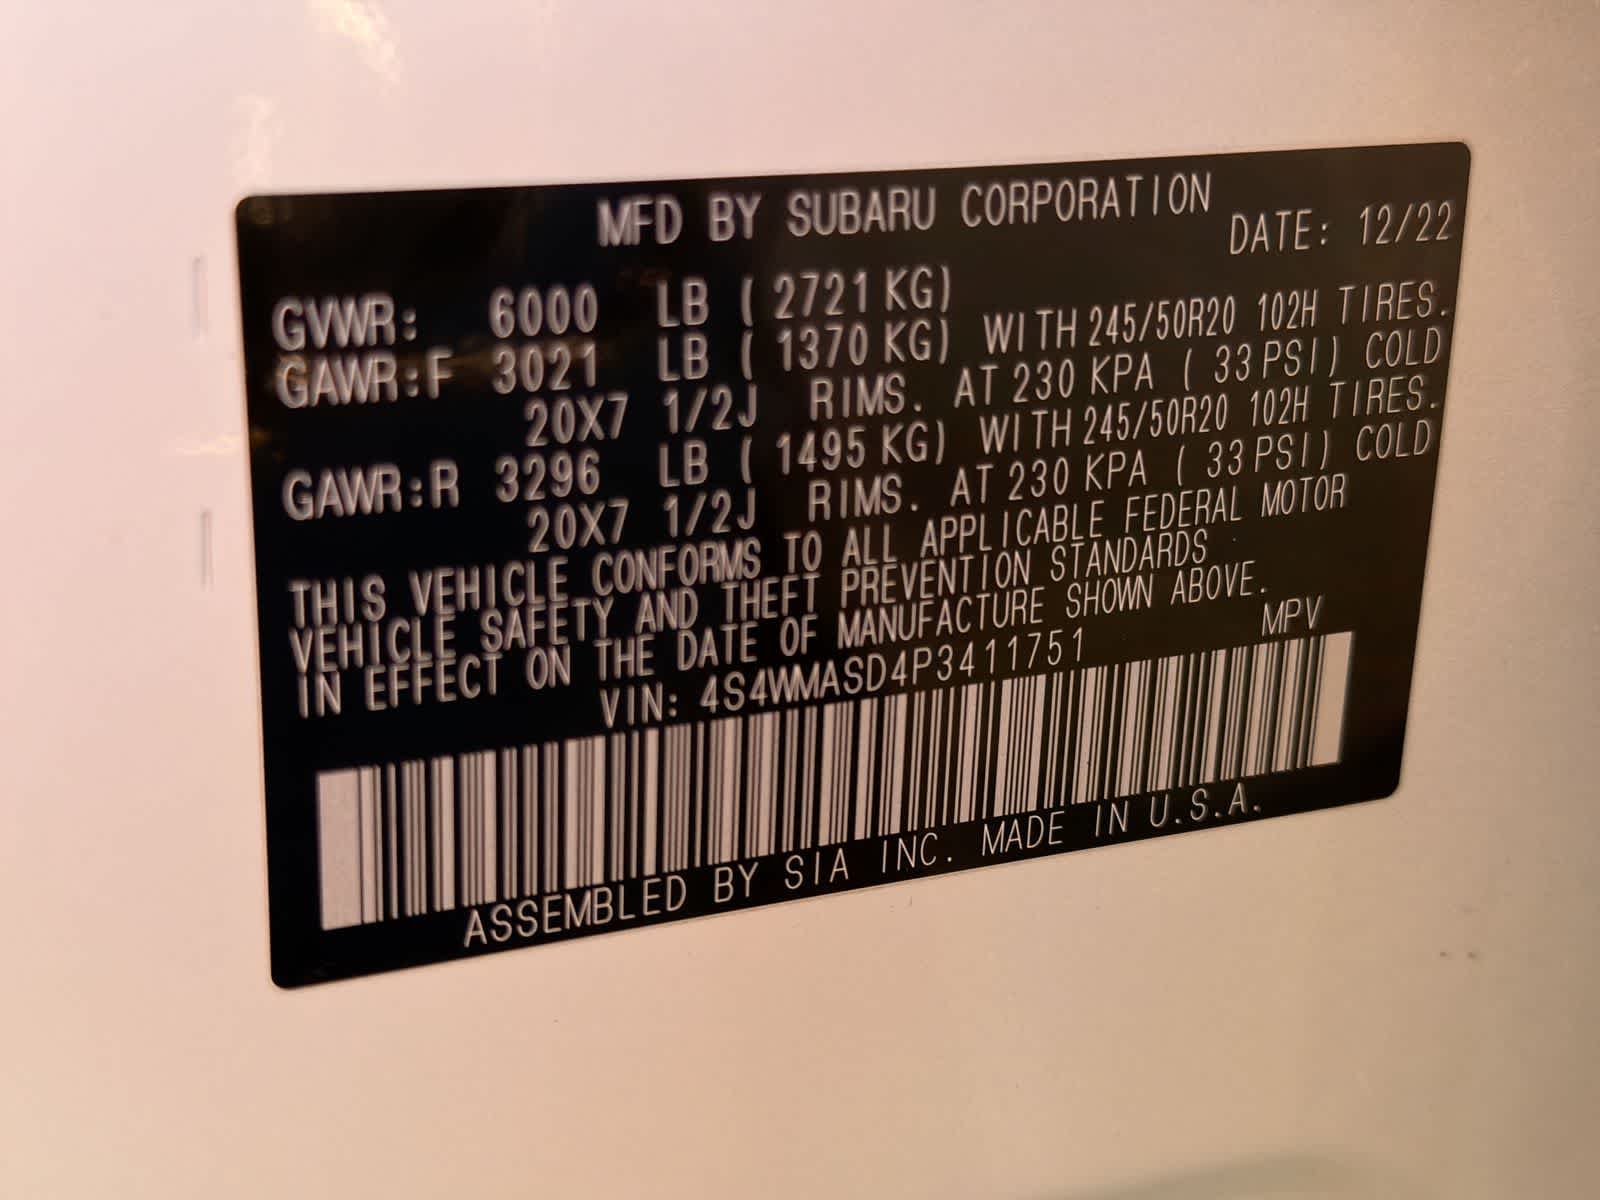 MFD BY SUBARU CORPORATION DATE: 12/22
GVWR: 6000 LB ( 2721 KG)
GAWR:F 3021 LB ( 1370 KG) WITH 245/50R20 102H TIRES.
20X7 1/2J RIMS. AT 230 KPA ( 33 PSI) COLD
GAWR:R 3296 LB ( 1495 KG) WITH 245/50R20 102H TIRES.
20X7 1/2J RIMS. AT 230 KPA ( 33 PSI) COLD
THIS VEHICLE CONFORMS TO ALL APPLICABLE FEDERAL MOTOR
VEHICLE SAFETY AND THEFT PREVENTION STANDARDS
IN EFFECT ON THE DATE OF MANUFACTURE SHOWN ABOVE.
VIN: 4S4WMASD4P3411751 MPV
ASSEMBLED BY SIA INC. MADE IN U.S.A.